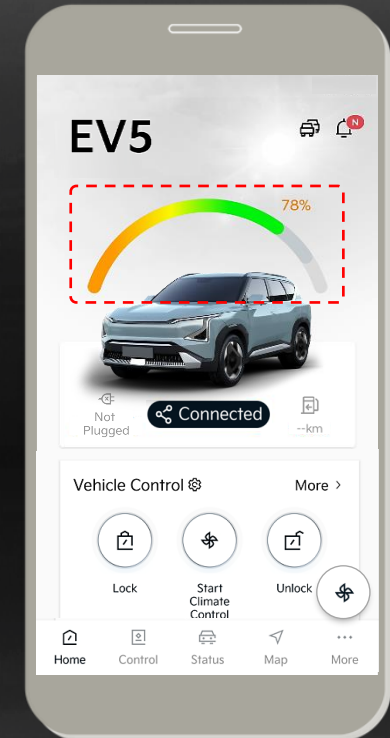 EV5
N
78%
Not
Plugged
Connected
--km
Vehicle Control
More >
Lock
Start
Climate
Control
Unlock
Home
Control
Status
Map
More